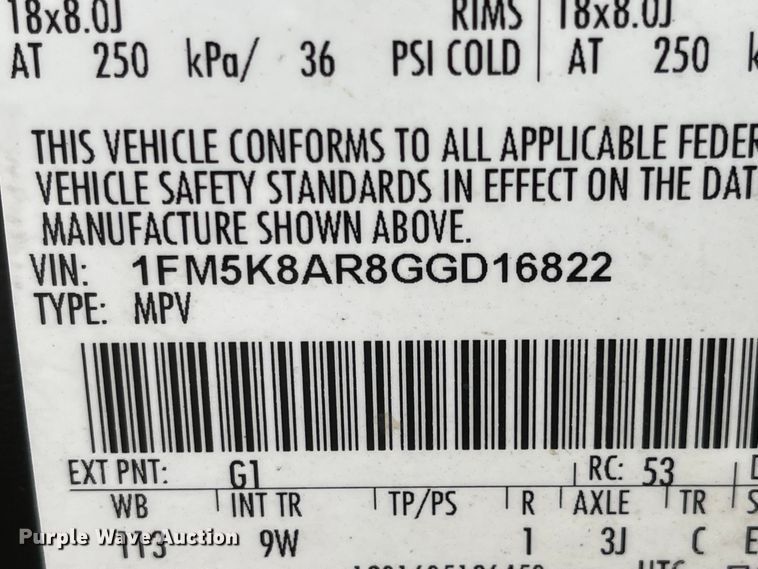 18x8.0J RIMS 18x8.0J
AT 250 kPa/ 36 PSI COLD AT 250
THIS VEHICLE CONFORMS TO ALL APPLICABLE FEDER
VEHICLE SAFETY STANDARDS IN EFFECT ON THE DAT
MANUFACTURE SHOWN ABOVE.
VIN: 1FM5K8AR8GGD16822
TYPE: MPV
EXT PNT: G1 RC: 53
WB INT TR TP/PS R AXLE TR S
113 9W 1 3J C E
Purple Wave Auction